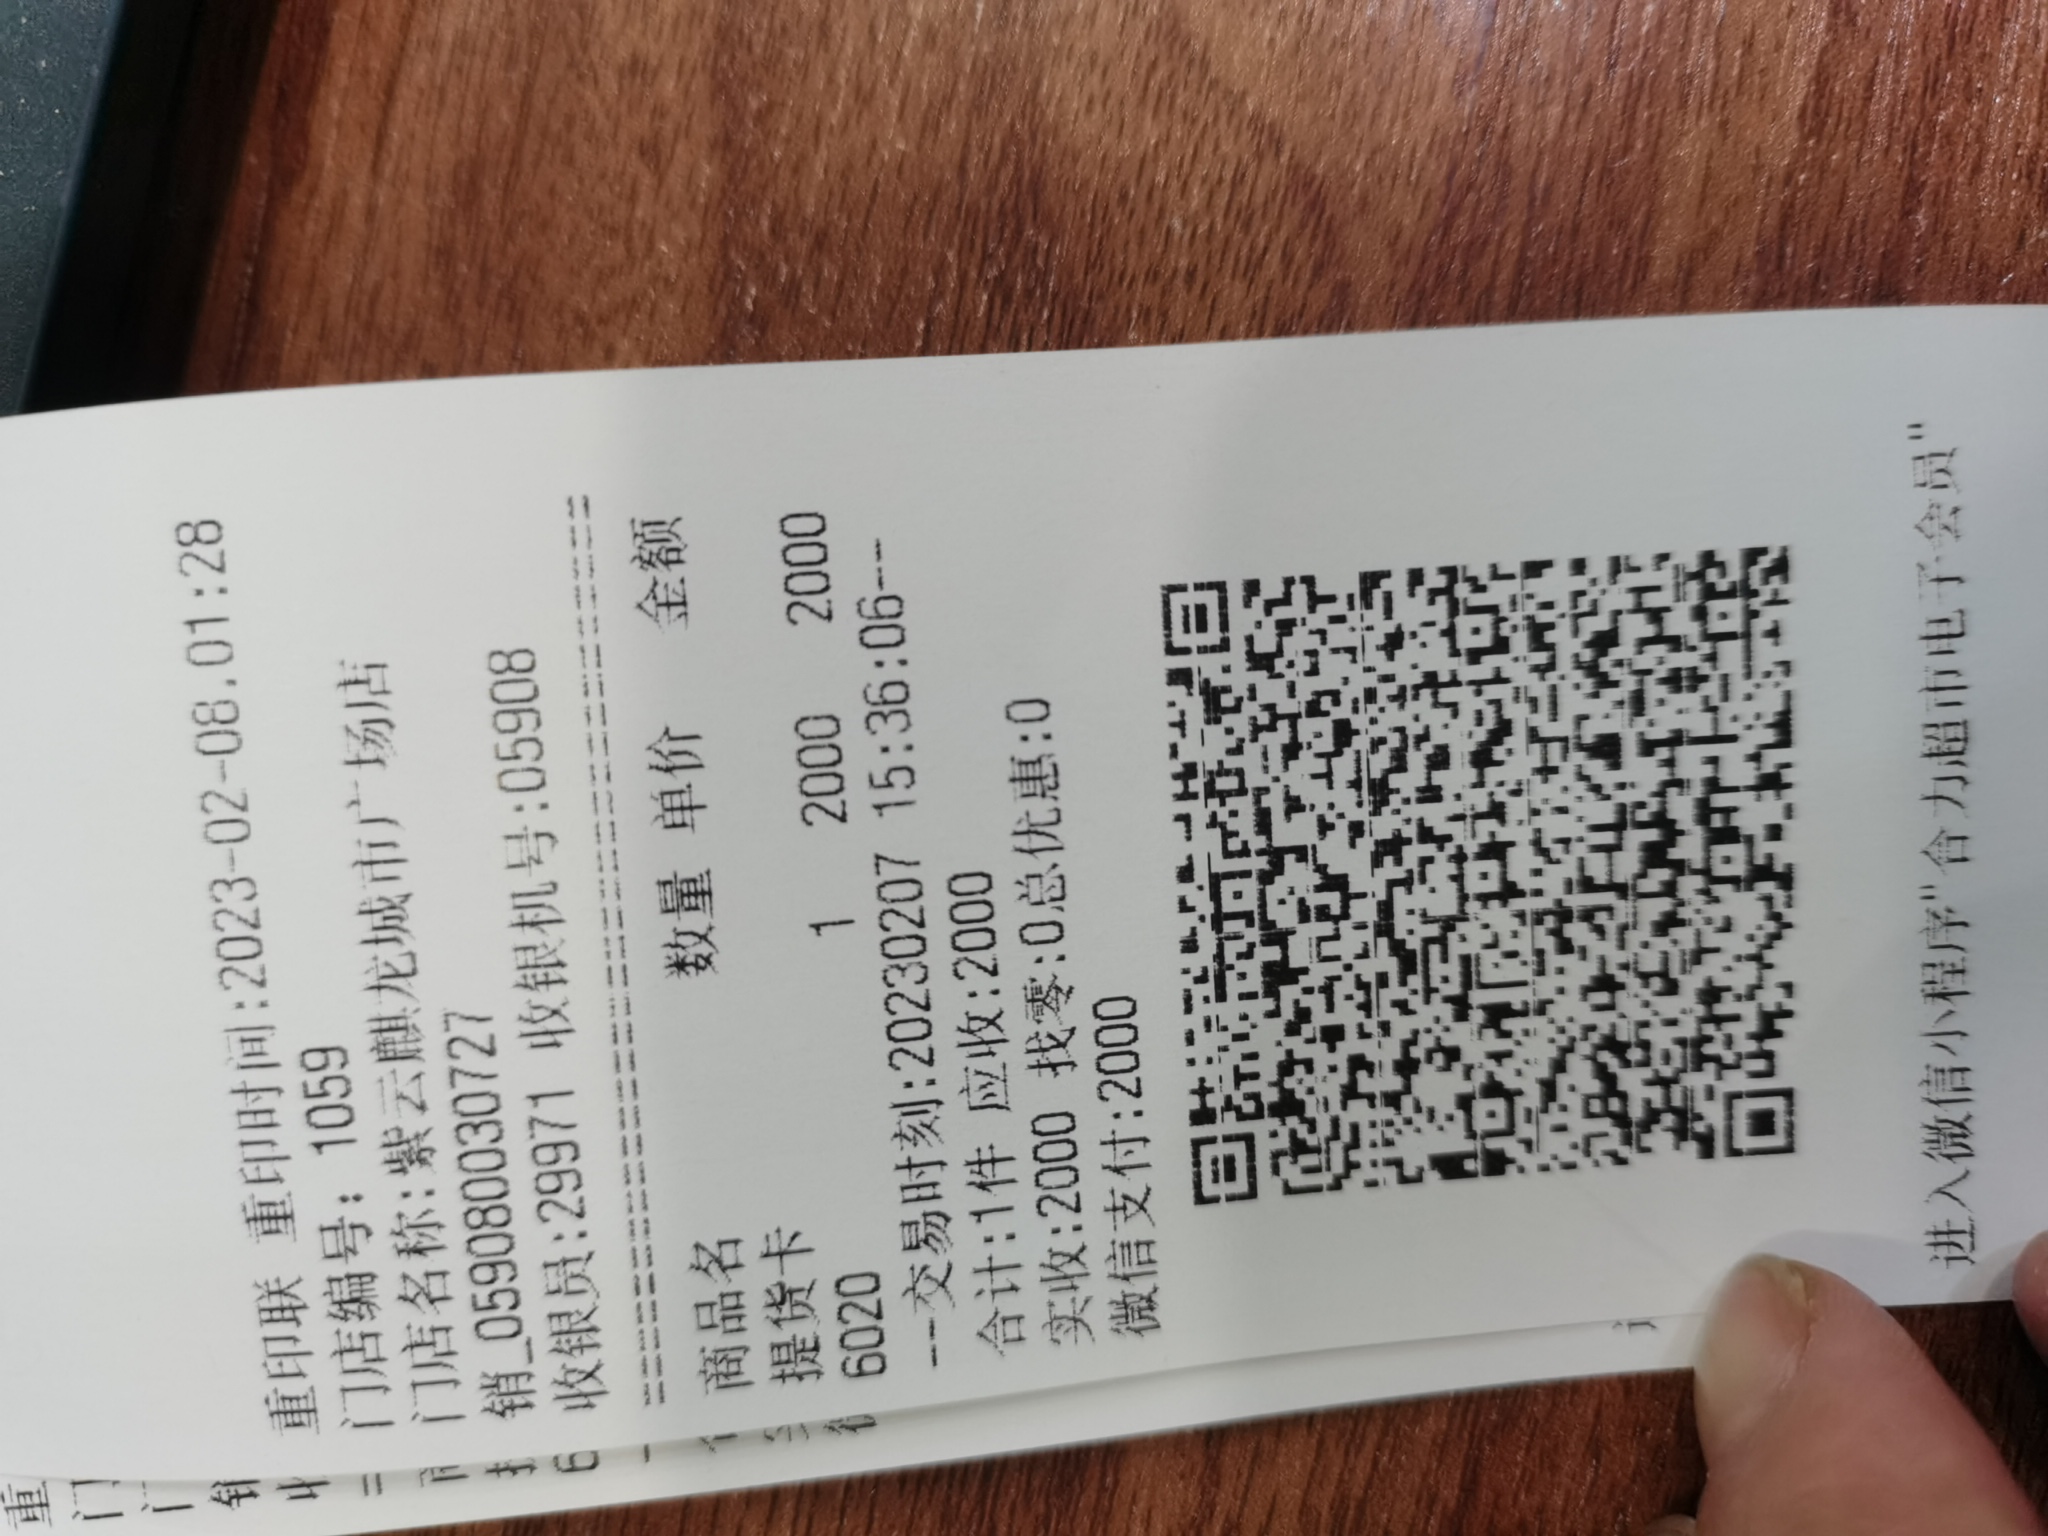 重印联 重印时间:2023-02-08.01:28
门店编号: 1059
门店名称:紫云麒龙城市广场店
销_05908000307​27
收银员:29971 收银机号:05908
商品名 数量 单价 金额
提货卡
6020 1 2000 2000
--交易时刻:20230207 15:36:06---
合计:1件 应收:2000
实收:2000 找零:0总优惠:0
微信支付:2000
进入微信小程序"合力超市电子会员"